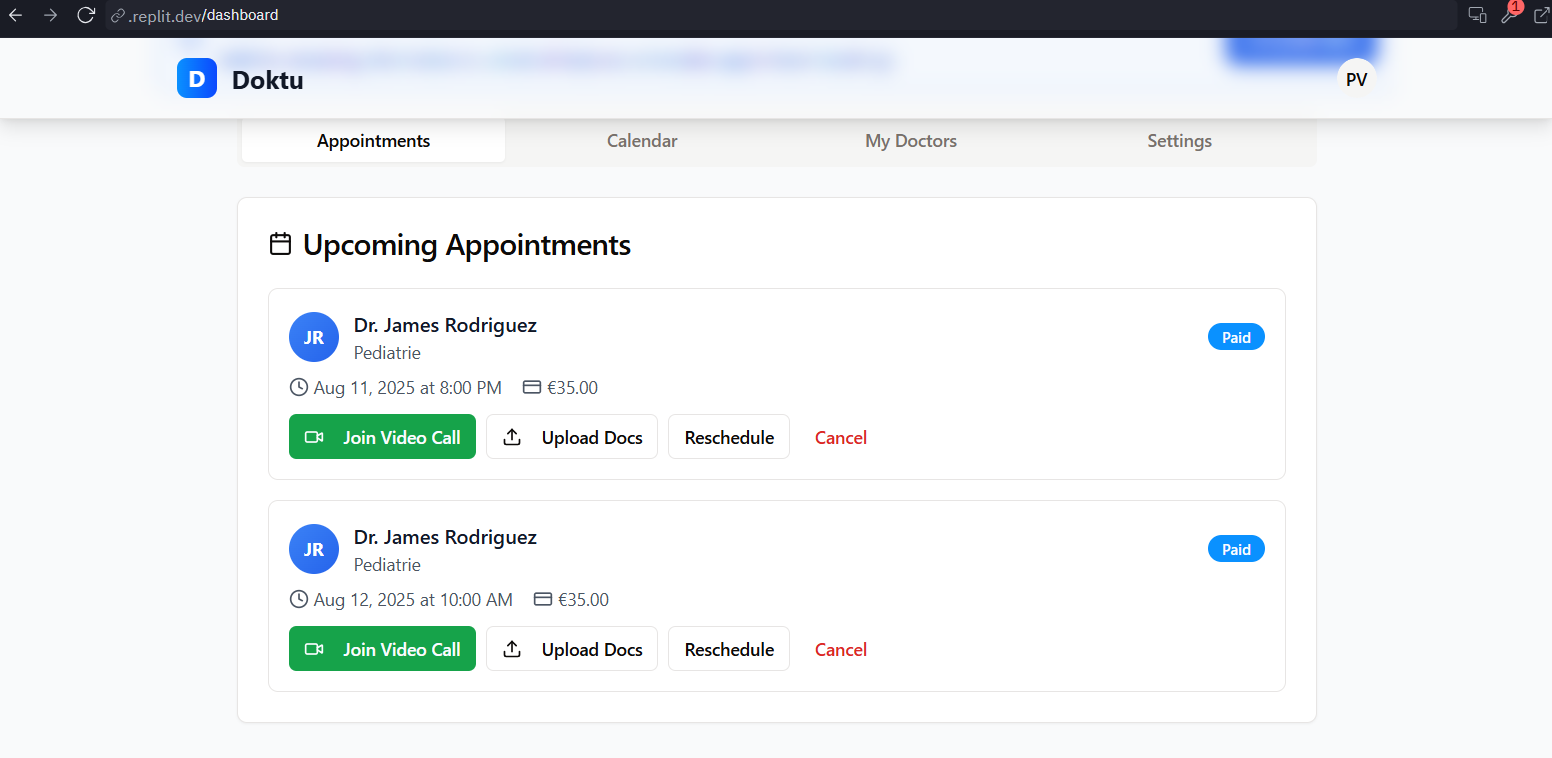 .replit.dev/dashboard
1
D Doktu
PV
Appointments Calendar My Doctors Settings
Upcoming Appointments
JR
Dr. James Rodriguez
Pediatrie
Paid
Aug 11, 2025 at 8:00 PM €35.00
Join Video Call Upload Docs Reschedule Cancel
JR
Dr. James Rodriguez
Pediatrie
Paid
Aug 12, 2025 at 10:00 AM €35.00
Join Video Call Upload Docs Reschedule Cancel